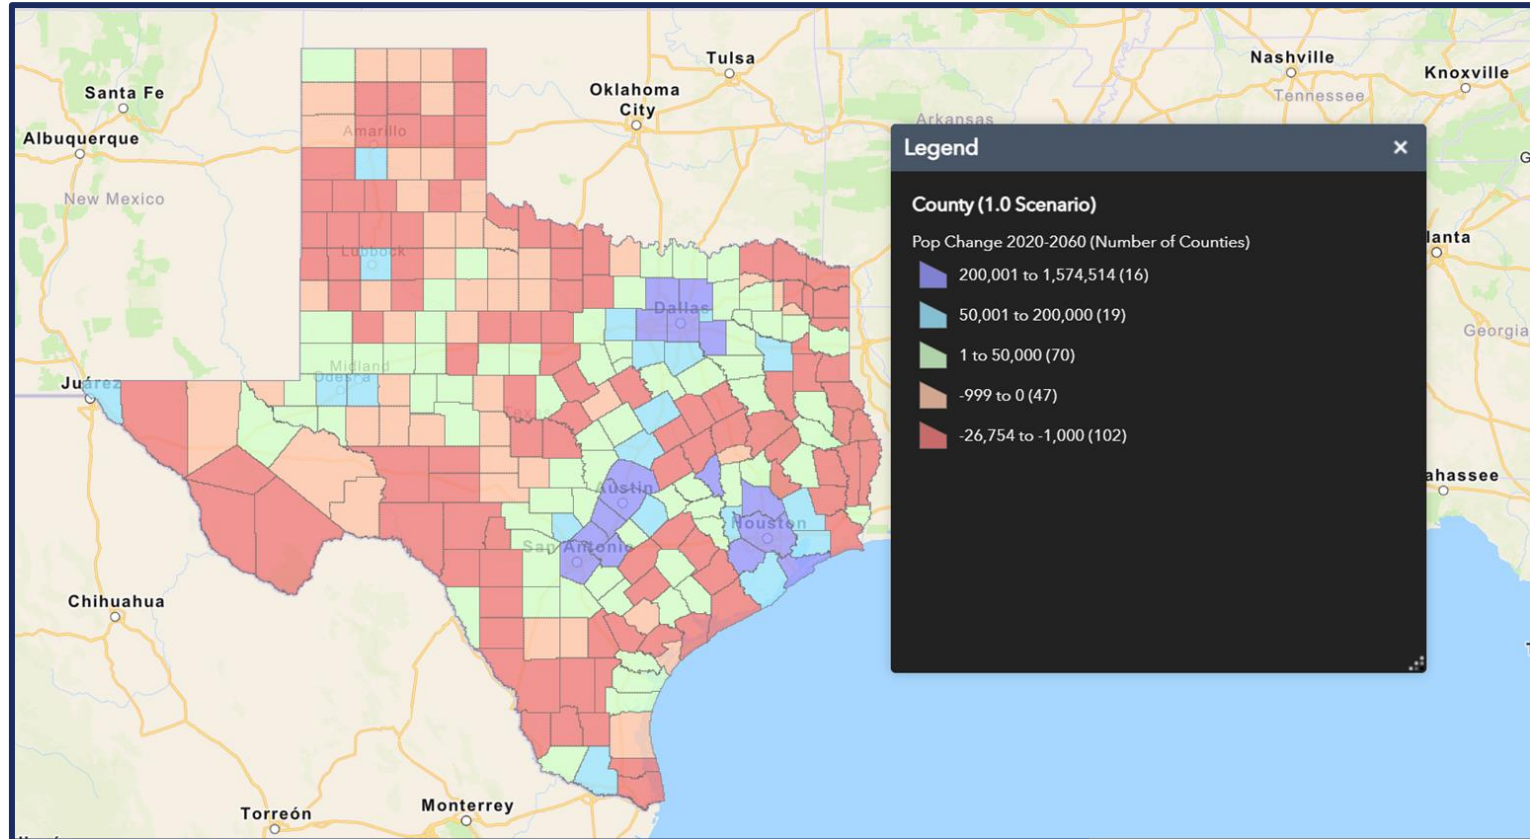 Tulsa
Nashville
Knoxville
Santa Fe
Oklahoma
City
Tennessee
Arkansas
Albuquerque
Amarillo
New Mexico
Legend
County (1.0 Scenario)
Pop Change 2020-2060 (Number of Counties)
200,001 to 1,574,514 (16)
50,001 to 200,000 (19)
1 to 50,000 (70)
-999 to 0 (47)
-26,754 to -1,000 (102)
lanta
Lubbock
Dallas
Georgia
Midland
Odessa
Juárez
Texas
ahassee
Austin
Houston
San Antonio
Chihuahua
Torreón
Monterrey